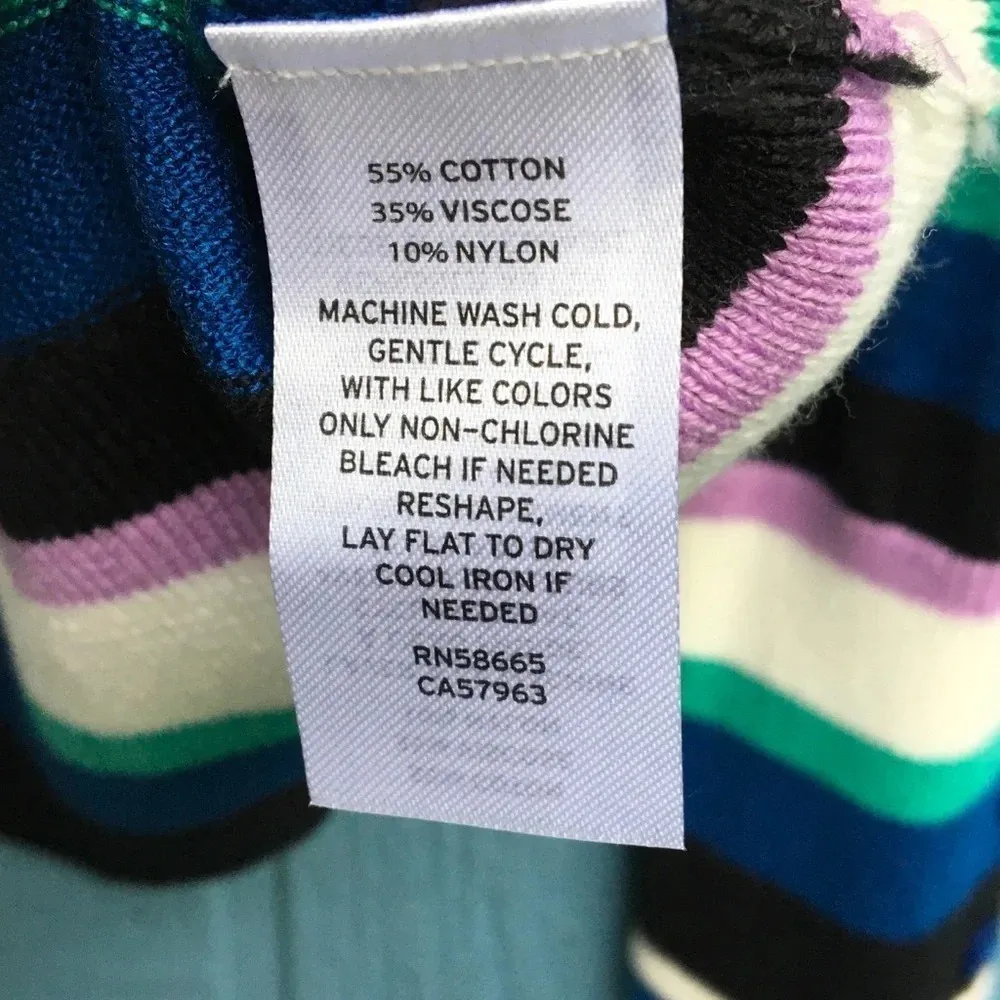 55% COTTON
35% VISCOSE
10% NYLON
MACHINE WASH COLD,
GENTLE CYCLE,
WITH LIKE COLORS
ONLY NON-CHLORINE
BLEACH IF NEEDED
RESHAPE,
LAY FLAT TO DRY
COOL IRON IF
NEEDED
RN58665
CA57963